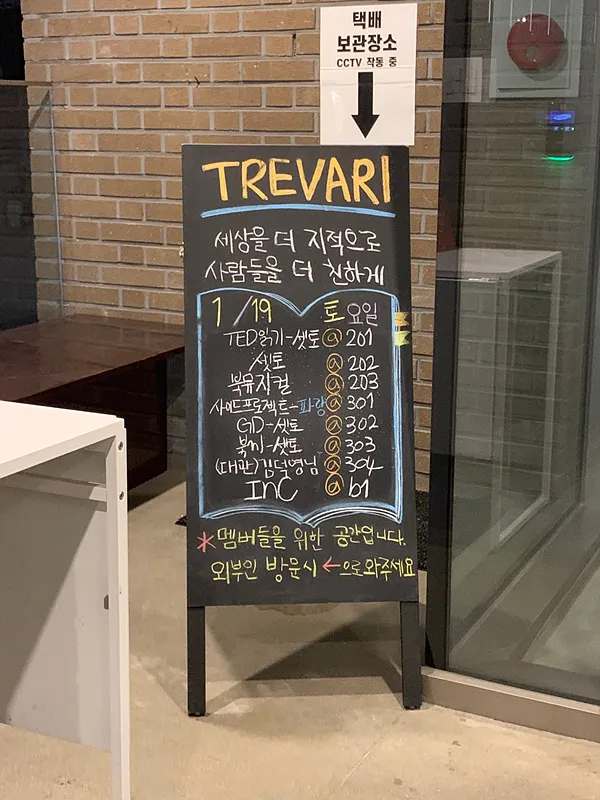 택배
보관장소
CCTV 작동 중
TREVARI
세상을 더 지적으로
사람들을 더 친하게
1/19 토요일
TED읽기-셋토 @ 201
셋토 @ 202
북뮤지컬 @ 203
사이드프로젝트-파랑 @ 301
GD-셋토 @ 302
북씨-셋토 @ 303
(대관)김덕영님 @ 304
INC @ b1
*멤버들을 위한 공간입니다.
외부인 방문시 ←으로와주세요